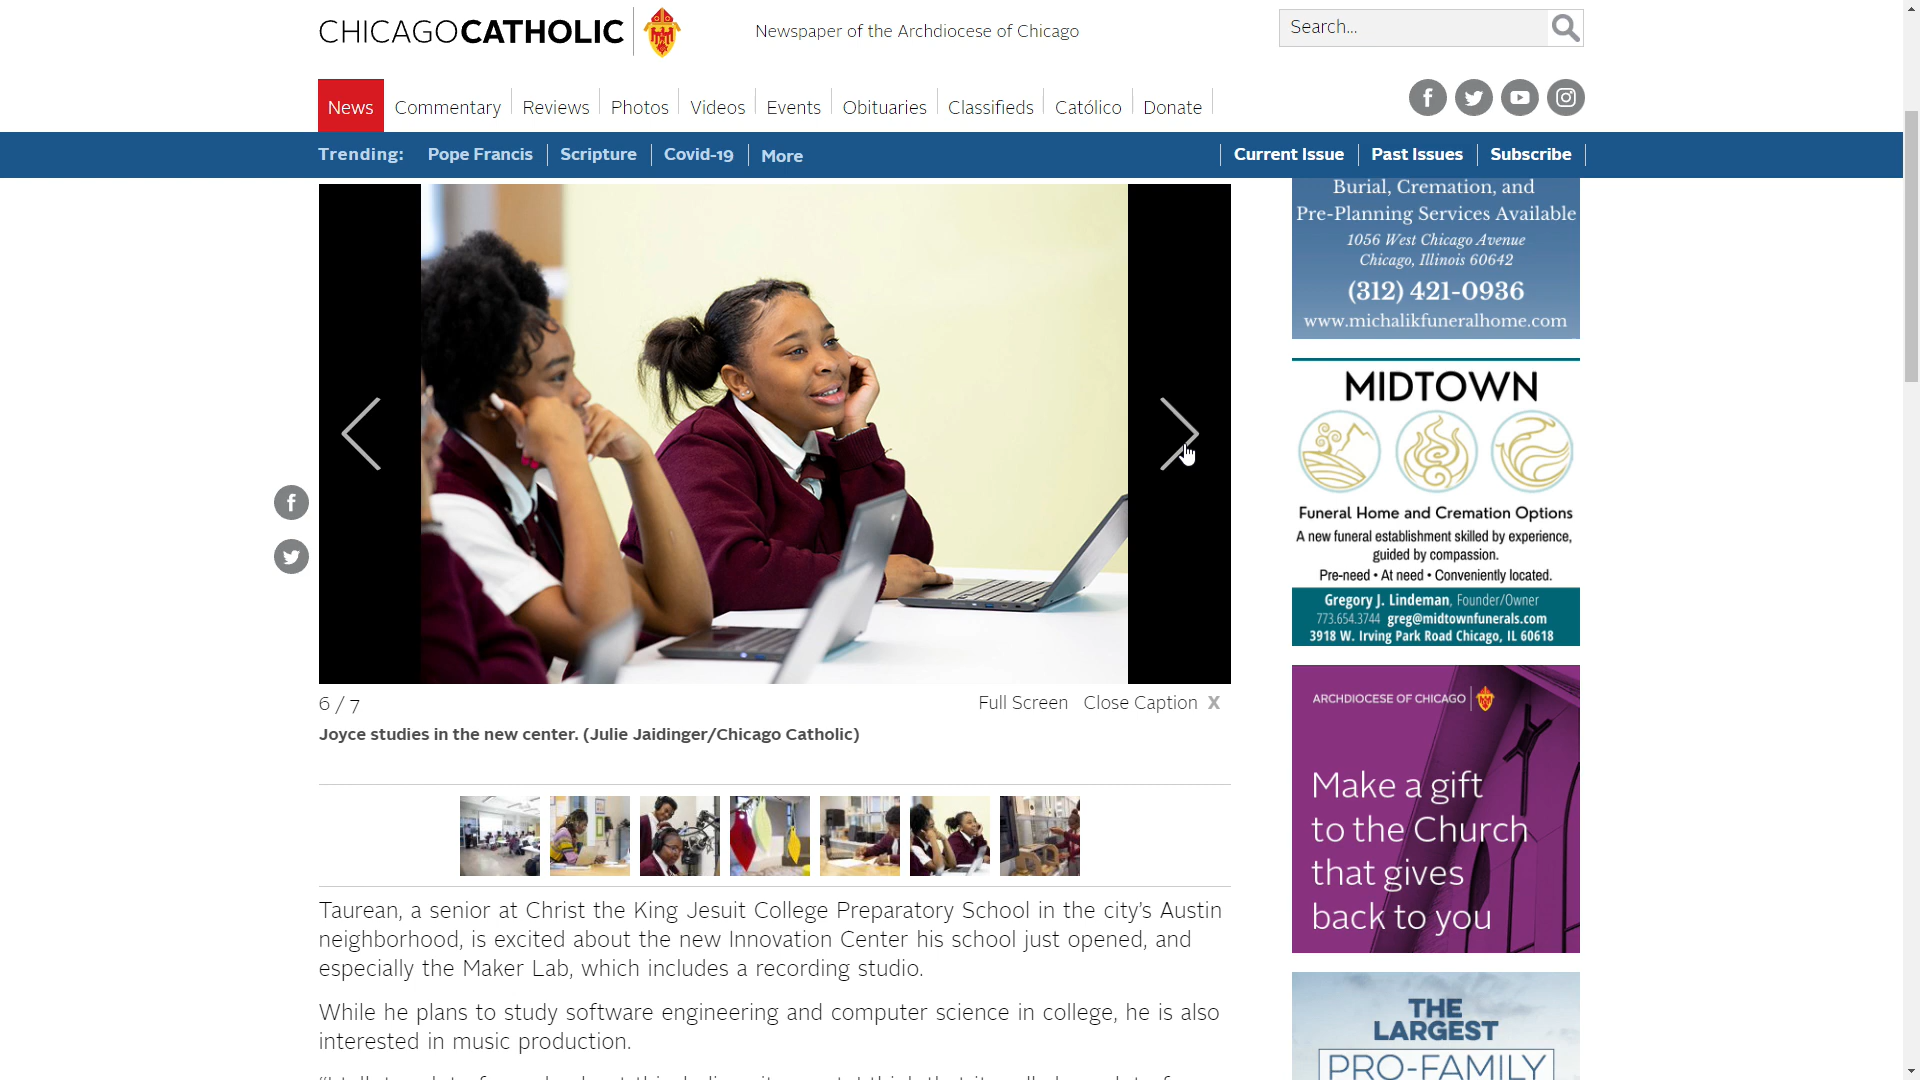 CHICAGOCATHOLIC
Newspaper of the Archdiocese of Chicago
Search...
News
Commentary
Reviews
Photos
Videos
Events
Obituaries
Classifieds
Católico
Donate
Trending:
Pope Francis
Scripture
Covid-19
More
Current Issue
Past Issues
Subscribe
6 / 7
Full Screen
Close Caption X
Joyce studies in the new center. (Julie Jaidinger/Chicago Catholic)
Taurean, a senior at Christ the King Jesuit College Preparatory School in the city's Austin
neighborhood, is excited about the new Innovation Center his school just opened, and
especially the Maker Lab, which includes a recording studio.
While he plans to study software engineering and computer science in college, he is also
interested in music production.
Burial, Cremation, and
Pre-Planning Services Available
1056 West Chicago Avenue
Chicago, Illinois 60642
(312) 421-0936
www.michalikfuneralhome.com
MIDTOWN
Funeral Home and Cremation Options
A new funeral establishment skilled by experience,
guided by compassion.
Pre-need • At need • Conveniently located.
Gregory J. Lindeman, Founder/Owner
773.654.3744 greg@midtownfunerals.com
3918 W. Irving Park Road Chicago, IL 60618
ARCHDIOCESE OF CHICAGO
Make a gift
to the Church
that gives
back to you
THE
LARGEST
PRO-FAMILY